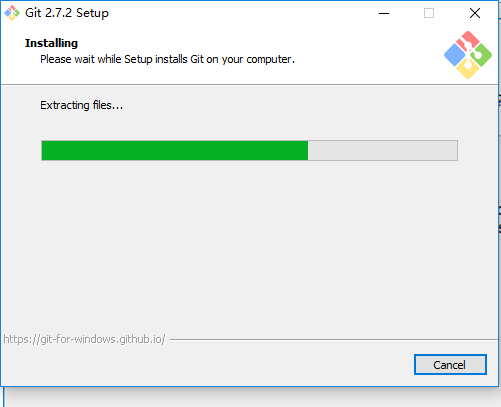 Git 2.7.2 Setup
Installing
Please wait while Setup installs Git on your computer.
Extracting files...
https://git-for-windows.github.io/
Cancel